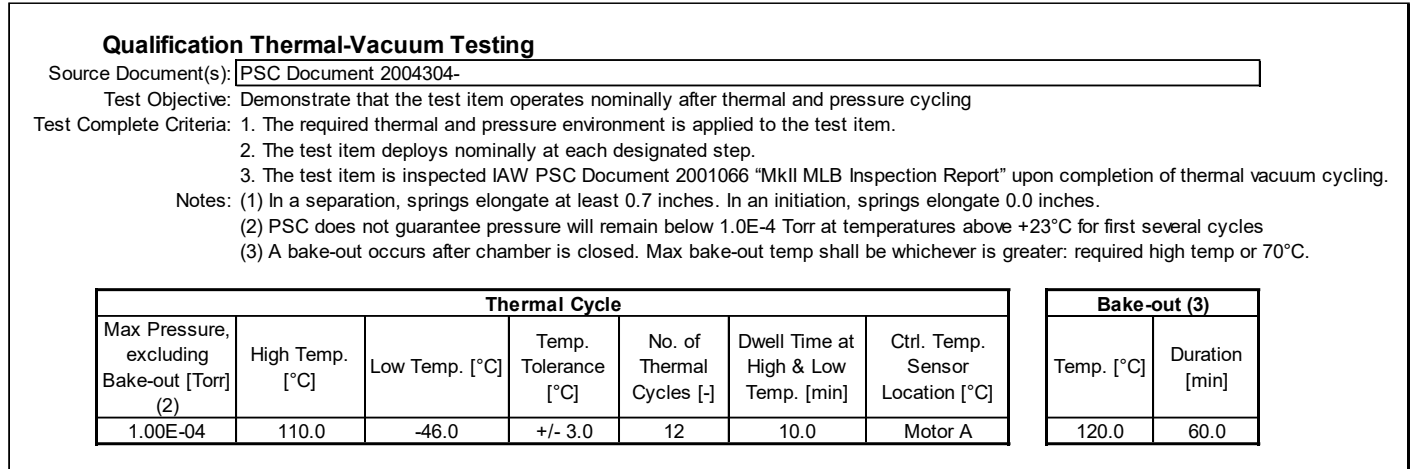 Qualification Thermal-Vacuum Testing
Source Document(s): PSC Document 2004304-
Test Objective: Demonstrate that the test item operates nominally after thermal and pressure cycling
Test Complete Criteria: 1. The required thermal and pressure environment is applied to the test item.
2. The test item deploys nominally at each designated step.
3. The test item is inspected IAW PSC Document 2001066 “MkII MLB Inspection Report” upon completion of thermal vacuum cycling.
Notes: (1) In a separation, springs elongate at least 0.7 inches. In an initiation, springs elongate 0.0 inches.
(2) PSC does not guarantee pressure will remain below 1.0E-4 Torr at temperatures above +23°C for first several cycles
(3) A bake-out occurs after chamber is closed. Max bake-out temp shall be whichever is greater: required high temp or 70°C.
Thermal Cycle
Max Pressure,
excluding
Bake-out [Torr]
(2)
High Temp.
[°C]
Low Temp. [°C]
Temp.
Tolerance
[°C]
No. of
Thermal
Cycles [-]
Dwell Time at
High & Low
Temp. [min]
Ctrl. Temp.
Sensor
Location [°C]
1.00E-04 110.0 -46.0 +/- 3.0 12 10.0 Motor A
Bake-out (3)
Temp. [°C]
Duration
[min]
120.0 60.0